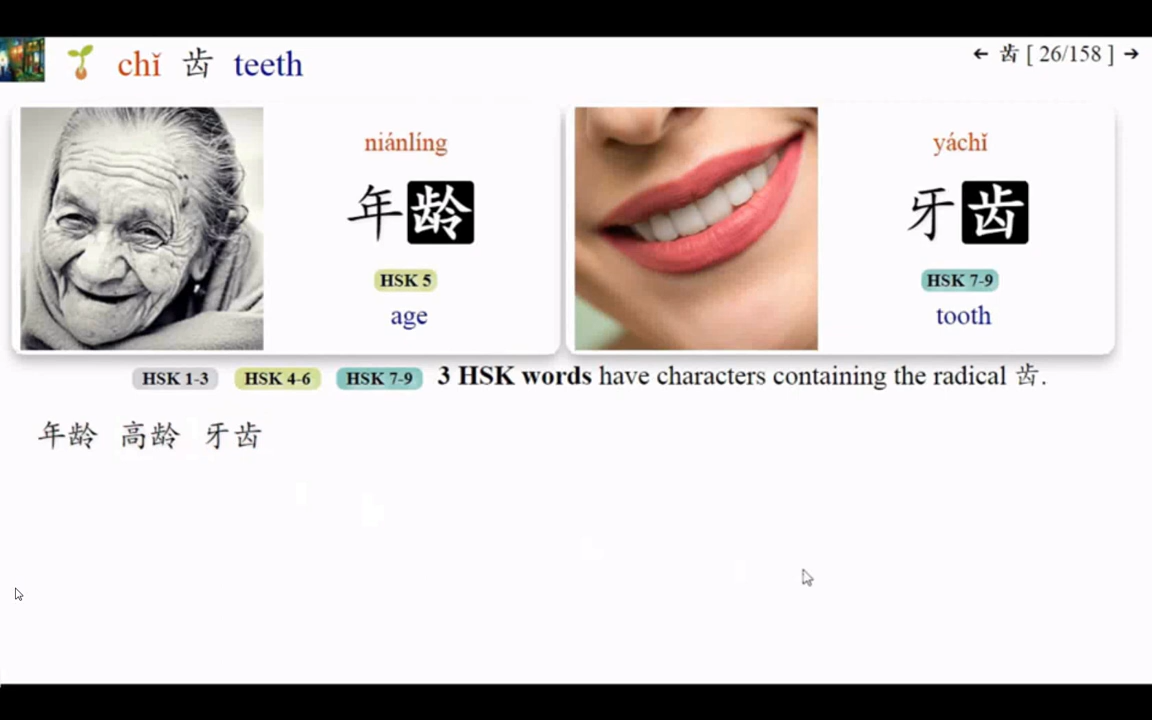 chǐ 齿 teeth
← 齿 [ 26/158 ] →
niánlíng
年龄
HSK 5
age
yáchǐ
牙齿
HSK 7-9
tooth
HSK 1-3 HSK 4-6 HSK 7-9 3 HSK words have characters containing the radical 齿.
年龄 高龄 牙齿